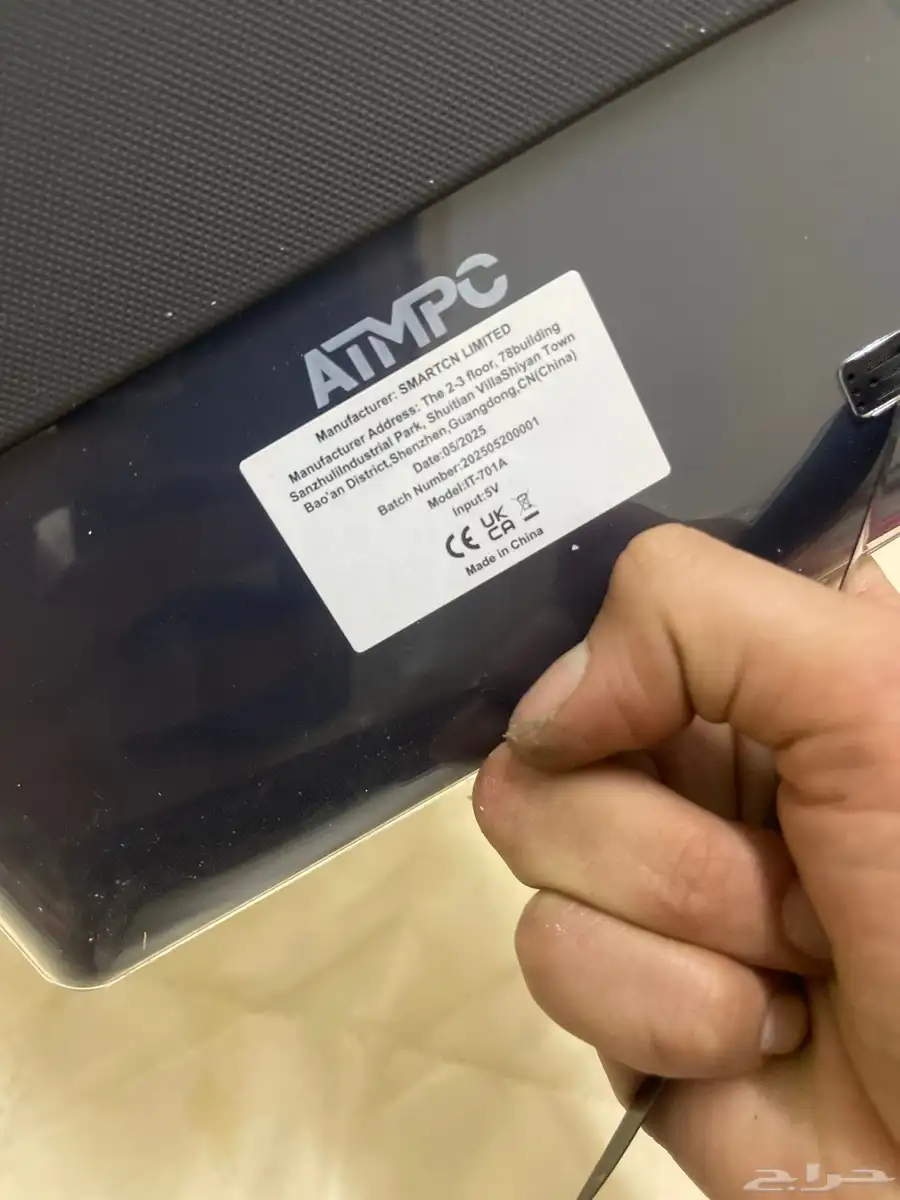 AIMPC
Manufacturer: SMARTCN LIMITED
Manufacturer Address: The 2-3 floor, 78building
SanzhuliIndustrial Park, Shuitian VillaShiyan Town
Bao'an District,Shenzhen,Guangdong,CN(China)
Date:05/2025
Batch Number:202505200001
Model:IT-701A
Input:5V
CE UK
CA
Made in China
حراج